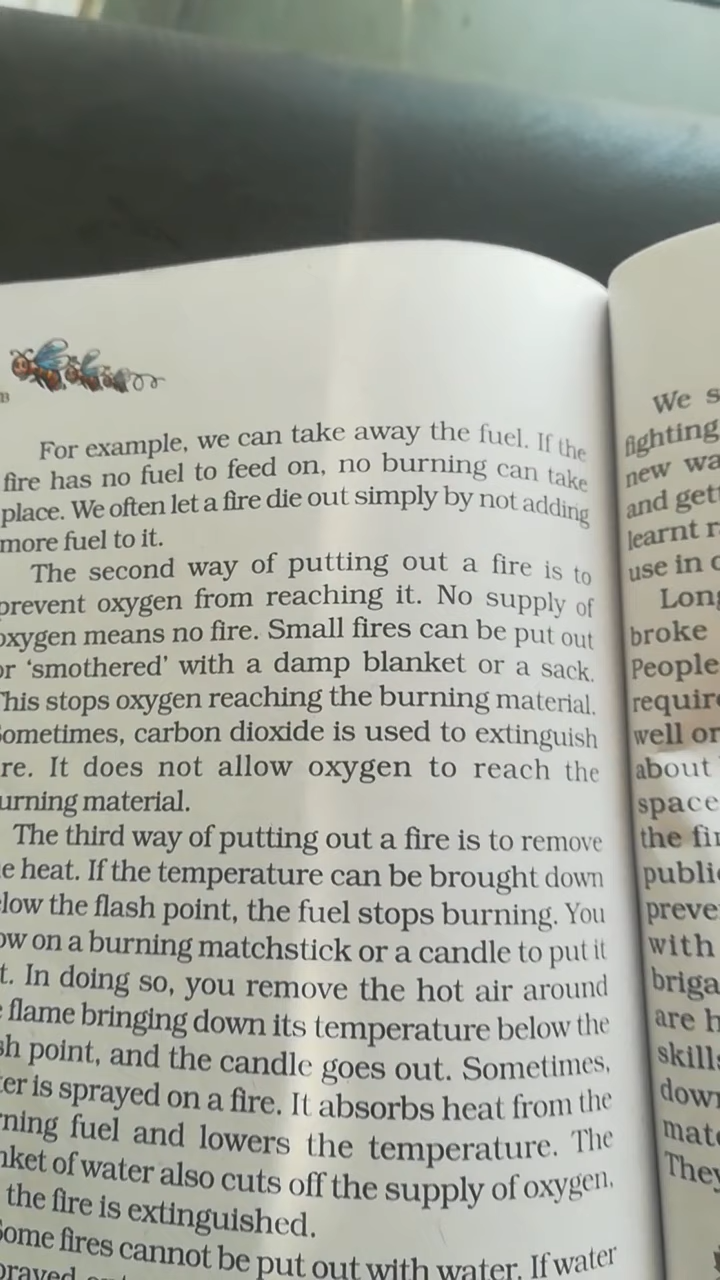 For example, we can take away the fuel. If the
fire has no fuel to feed on, no burning can take
place. We often let a fire die out simply by not adding
more fuel to it.
The second way of putting out a fire is to
prevent oxygen from reaching it. No supply of
oxygen means no fire. Small fires can be put out
or ‘smothered’ with a damp blanket or a sack.
This stops oxygen reaching the burning material.
Sometimes, carbon dioxide is used to extinguish
re. It does not allow oxygen to reach the
urning material.
The third way of putting out a fire is to remove
e heat. If the temperature can be brought down
low the flash point, the fuel stops burning. You
ow on a burning matchstick or a candle to put it
t. In doing so, you remove the hot air around
flame bringing down its temperature below the
sh point, and the candle goes out. Sometimes,
ter is sprayed on a fire. It absorbs heat from the
rning fuel and lowers the temperature. The
nket of water also cuts off the supply of oxygen,
the fire is extinguished.
Some fires cannot be put out with water. If water
We s
fighting
new wa
and gett
learnt r
use in c
Long
broke
People
require
well or
about
space
the fir
public
preve
with
briga
are h
skills
down
mate
They